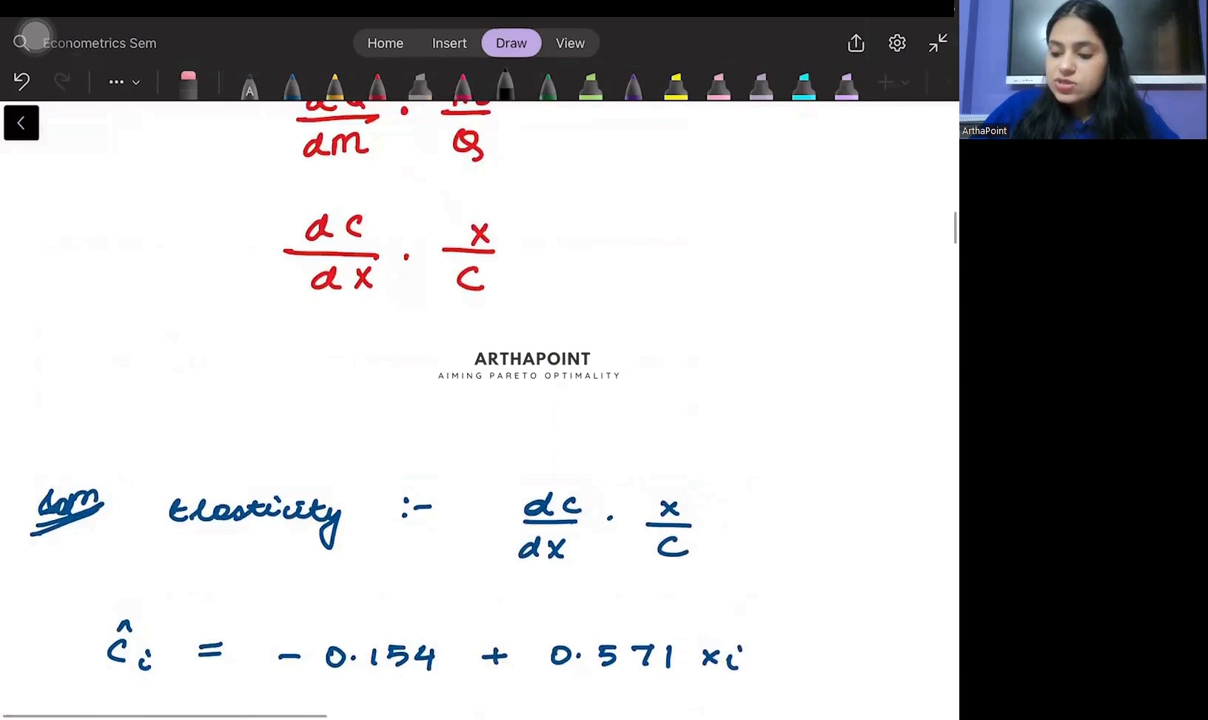 Econometrics Sem
Home Insert Draw View
A
ArthaPoint
dm Q
dC . x
dx C
ARTHAPOINT
AIMING PARETO OPTIMALITY
Elasticity :- dc . x
dx C
Ĉi = - 0.154 + 0.571 xi